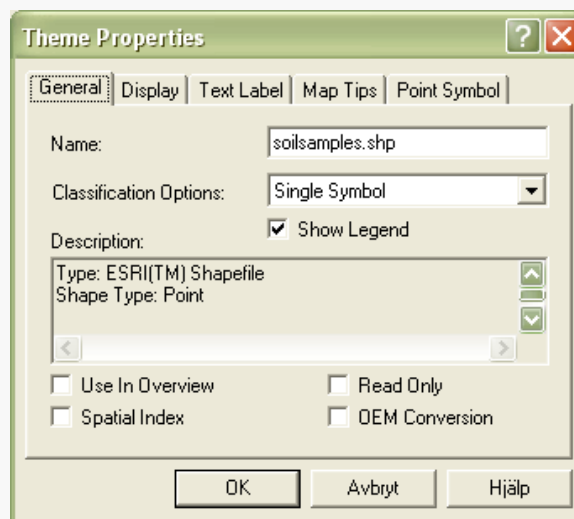 Theme Properties
General Display Text Label Map Tips Point Symbol
Name: soilsamples.shp
Classification Options: Single Symbol
Show Legend
Description:
Type: ESRI(TM) Shapefile
Shape Type: Point
Use In Overview Read Only
Spatial Index OEM Conversion
OK Avbryt Hjälp